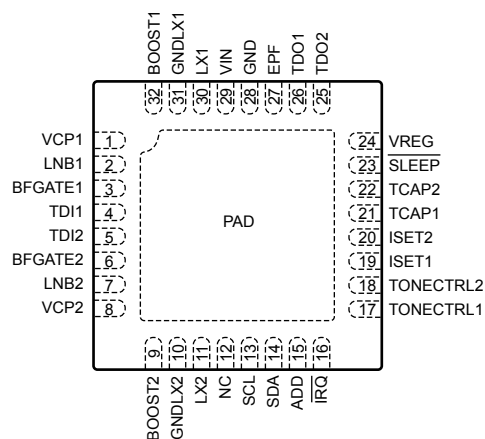 BOOST1
GNDLX1
LX1
VIN
GND
EPF
TDO1
TDO2
32
31
30
29
28
27
26
25
VCP1 1
LNB1 2
BFGATE1 3
TDI1 4
TDI2 5
BFGATE2 6
LNB2 7
VCP2 8
PAD
24 VREG
23 SLEEP
22 TCAP2
21 TCAP1
20 ISET2
19 ISET1
18 TONECTRL2
17 TONECTRL1
9
10
11
12
13
14
15
16
BOOST2
GNDLX2
LX2
NC
SCL
SDA
ADD
IRQ